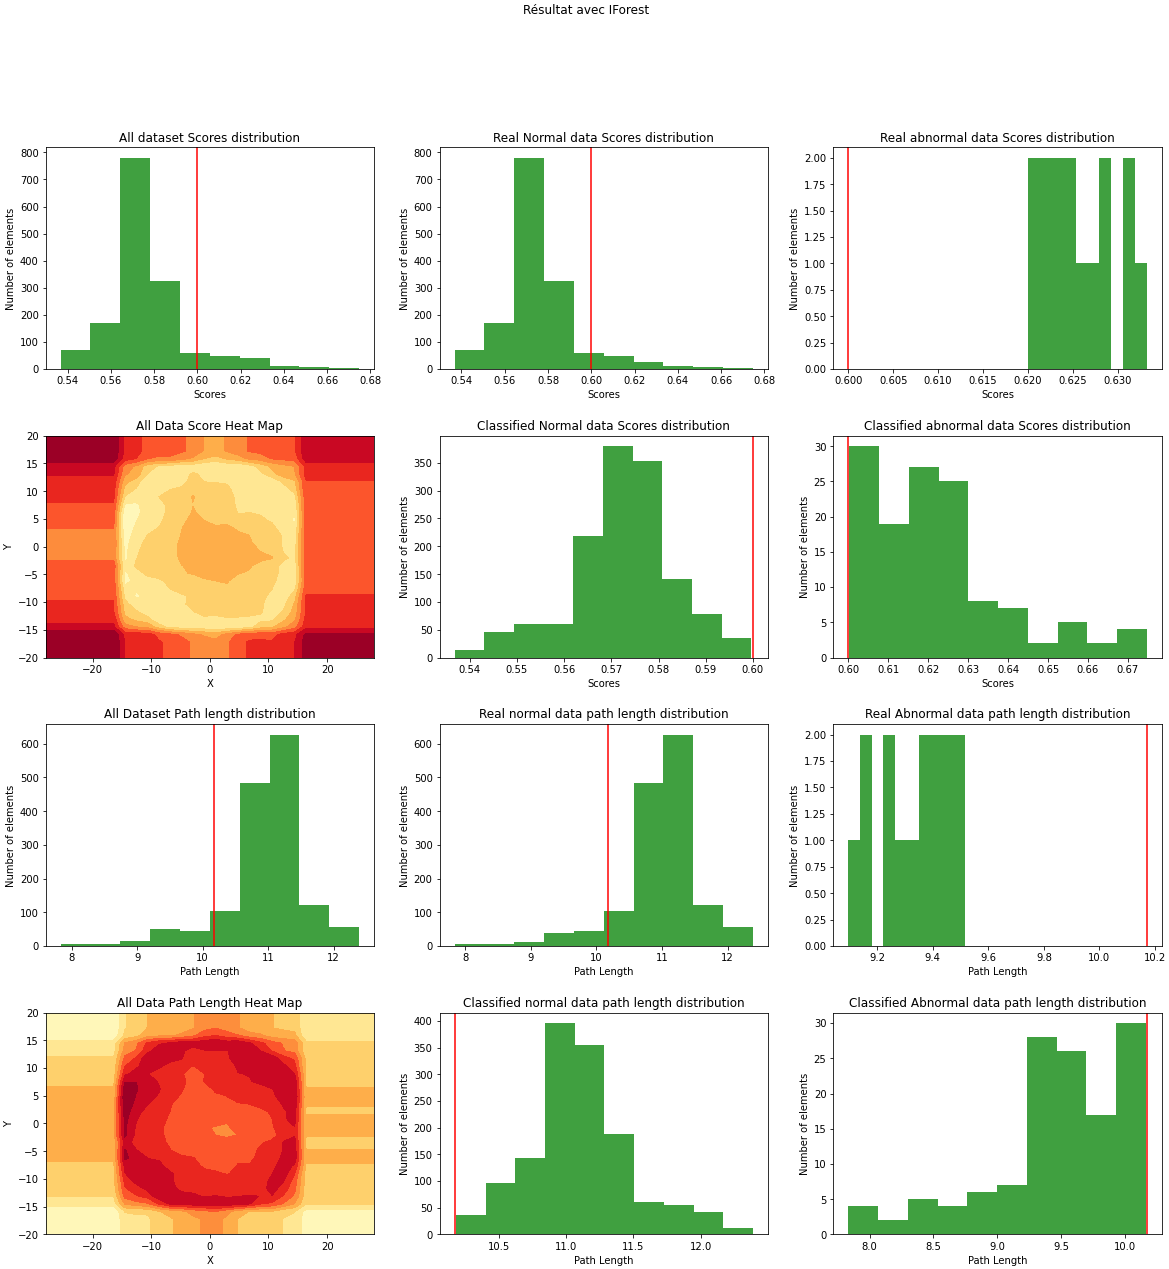 Résultat avec IForest
All dataset Scores distribution
Number of elements
800
700
600
500
400
300
200
100
0
0.54 0.56 0.58 0.60 0.62 0.64 0.66 0.68
Scores
Real Normal data Scores distribution
Number of elements
800
700
600
500
400
300
200
100
0
0.54 0.56 0.58 0.60 0.62 0.64 0.66 0.68
Scores
Real abnormal data Scores distribution
Number of elements
2.00
1.75
1.50
1.25
1.00
0.75
0.50
0.25
0.00
0.600 0.605 0.610 0.615 0.620 0.625 0.630
Scores
All Data Score Heat Map
Y
20
15
10
5
0
−5
−10
−15
−20
−20 −10 0 10 20
X
Classified Normal data Scores distribution
Number of elements
350
300
250
200
150
100
50
0
0.54 0.55 0.56 0.57 0.58 0.59 0.60
Scores
Classified abnormal data Scores distribution
Number of elements
30
25
20
15
10
5
0
0.60 0.61 0.62 0.63 0.64 0.65 0.66 0.67
Scores
All Dataset Path length distribution
Number of elements
600
500
400
300
200
100
0
8 9 10 11 12
Path Length
Real normal data path length distribution
Number of elements
600
500
400
300
200
100
0
8 9 10 11 12
Path Length
Real Abnormal data path length distribution
Number of elements
2.00
1.75
1.50
1.25
1.00
0.75
0.50
0.25
0.00
9.2 9.4 9.6 9.8 10.0 10.2
Path Length
All Data Path Length Heat Map
Y
20
15
10
5
0
−5
−10
−15
−20
−20 −10 0 10 20
X
Classified normal data path length distribution
Number of elements
400
350
300
250
200
150
100
50
0
10.5 11.0 11.5 12.0
Path Length
Classified Abnormal data path length distribution
Number of elements
30
25
20
15
10
5
0
8.0 8.5 9.0 9.5 10.0
Path Length